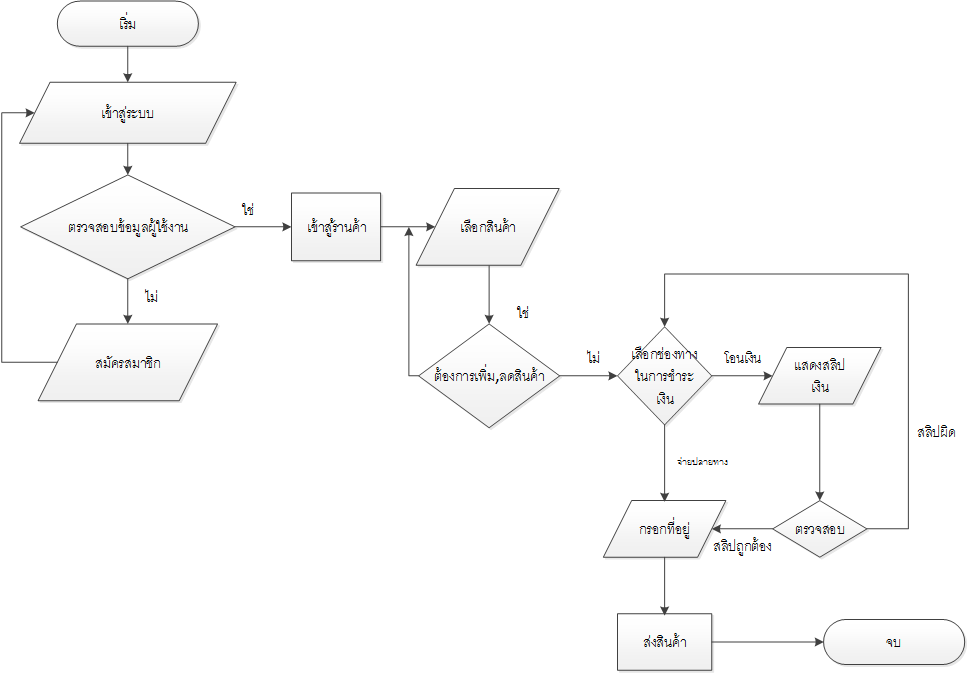 เริ่ม
เข้าสู่ระบบ
ตรวจสอบข้อมูลผู้ใช้งาน
ใช่
เข้าสู้ร้านค้า
เลือกสินค้า
ไม่
สมัครสมาชิก
ใช่
ต้องการเพิ่ม,ลดสินค้า
ไม่
เลือกช่องทาง
ในการชำระ
เงิน
โอนเงิน
แสดงสลิป
เงิน
สลิปผิด
จ่ายปลายทาง
กรอกที่อยู่
สลิปถูกต้อง
ตรวจสอบ
ส่งสินค้า
จบ